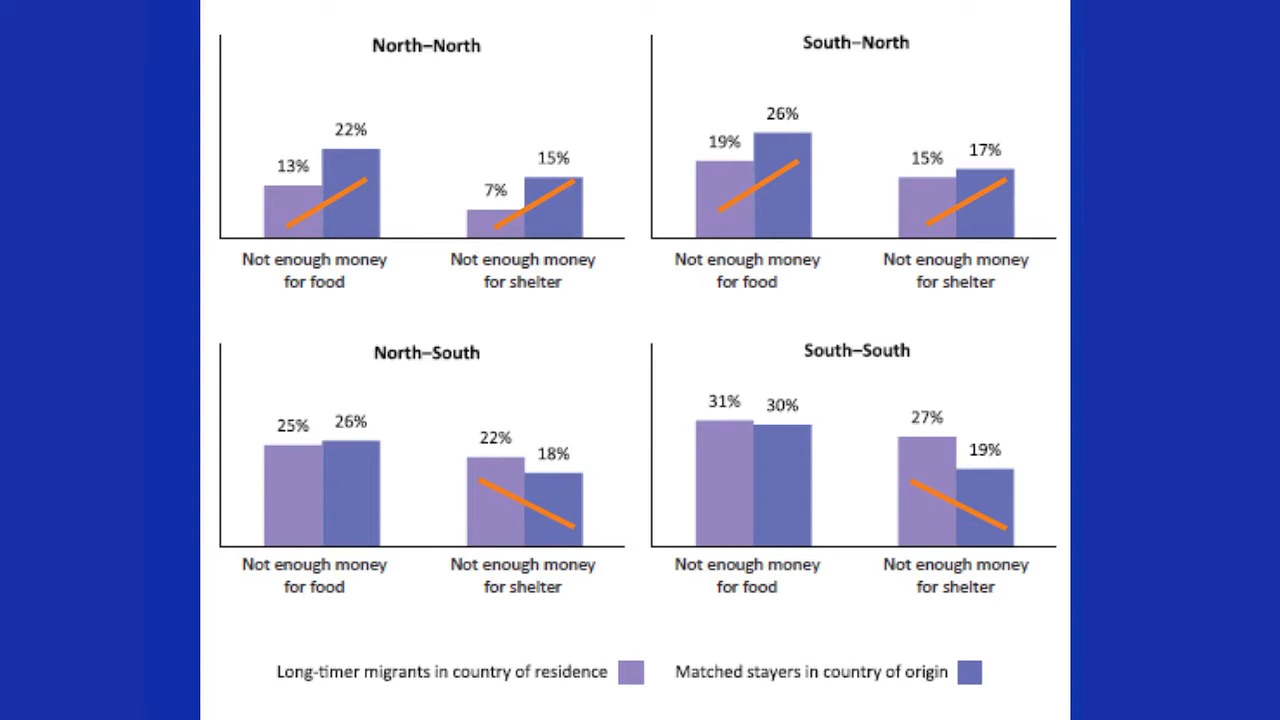 North–North
22%
13%
15%
7%
Not enough money
for food
Not enough money
for shelter
South–North
26%
19%
17%
15%
Not enough money
for food
Not enough money
for shelter
North–South
25%
26%
22%
18%
Not enough money
for food
Not enough money
for shelter
South–South
31%
30%
27%
19%
Not enough money
for food
Not enough money
for shelter
Long-timer migrants in country of residence
Matched stayers in country of origin